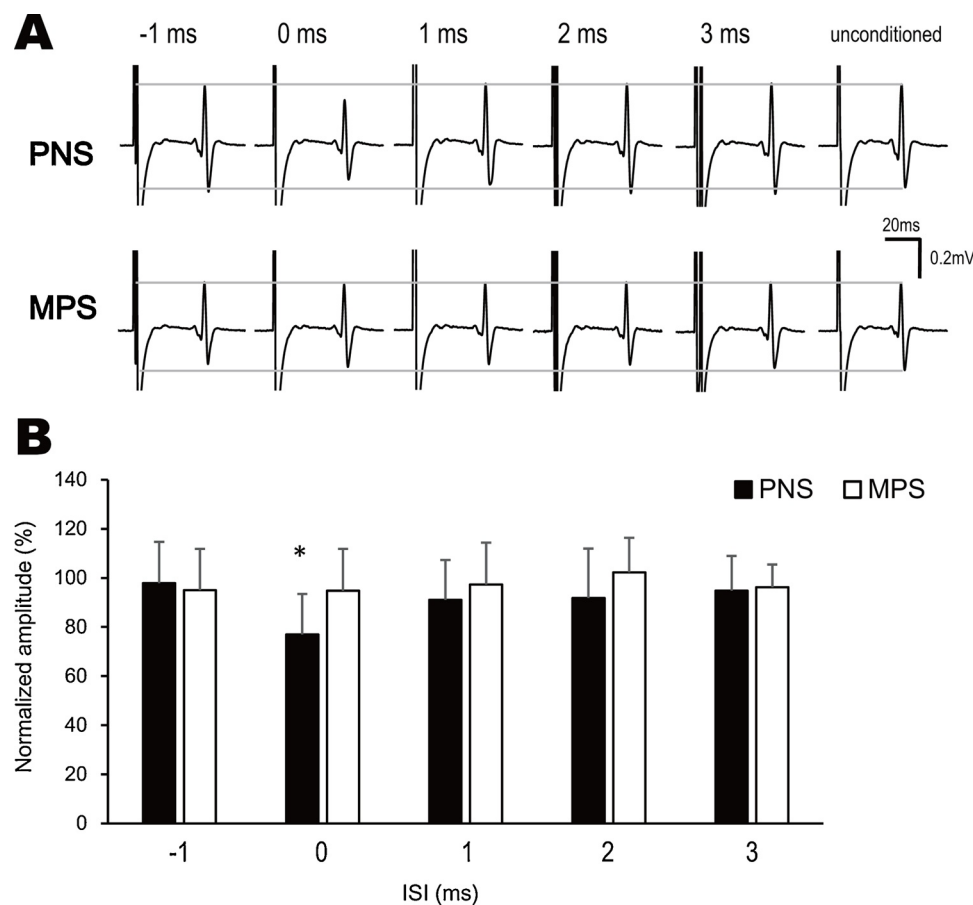 A
-1 ms 0 ms 1 ms 2 ms 3 ms unconditioned
PNS
20ms
0.2mV
MPS
B
PNS MPS
Normalized amplitude (%)
140
120
100
80
60
40
20
0
*
-1 0 1 2 3
ISI (ms)